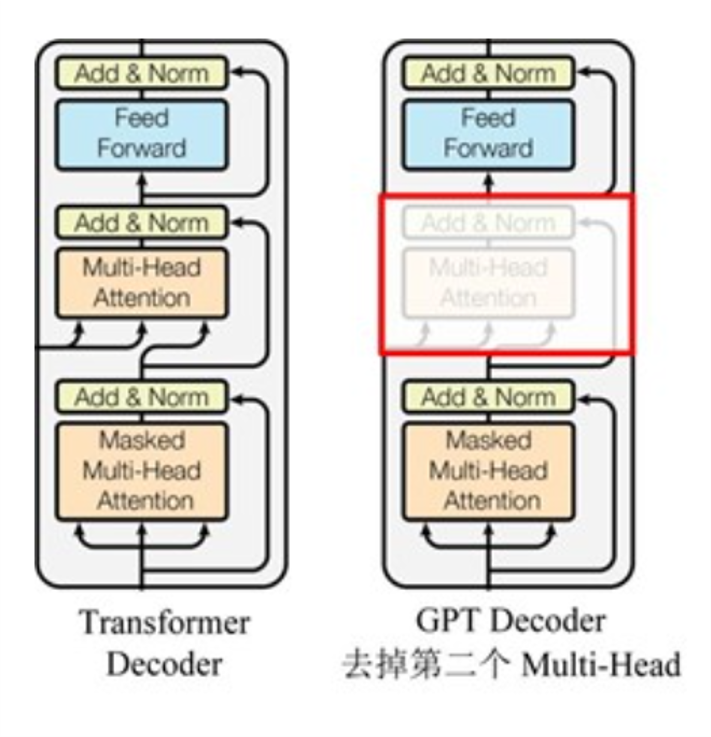 Add & Norm
Feed
Forward
Add & Norm
Multi-Head
Attention
Add & Norm
Masked
Multi-Head
Attention
Transformer
Decoder
Add & Norm
Feed
Forward
Add & Norm
Multi-Head
Attention
Add & Norm
Masked
Multi-Head
Attention
GPT Decoder
去掉第二个 Multi-Head